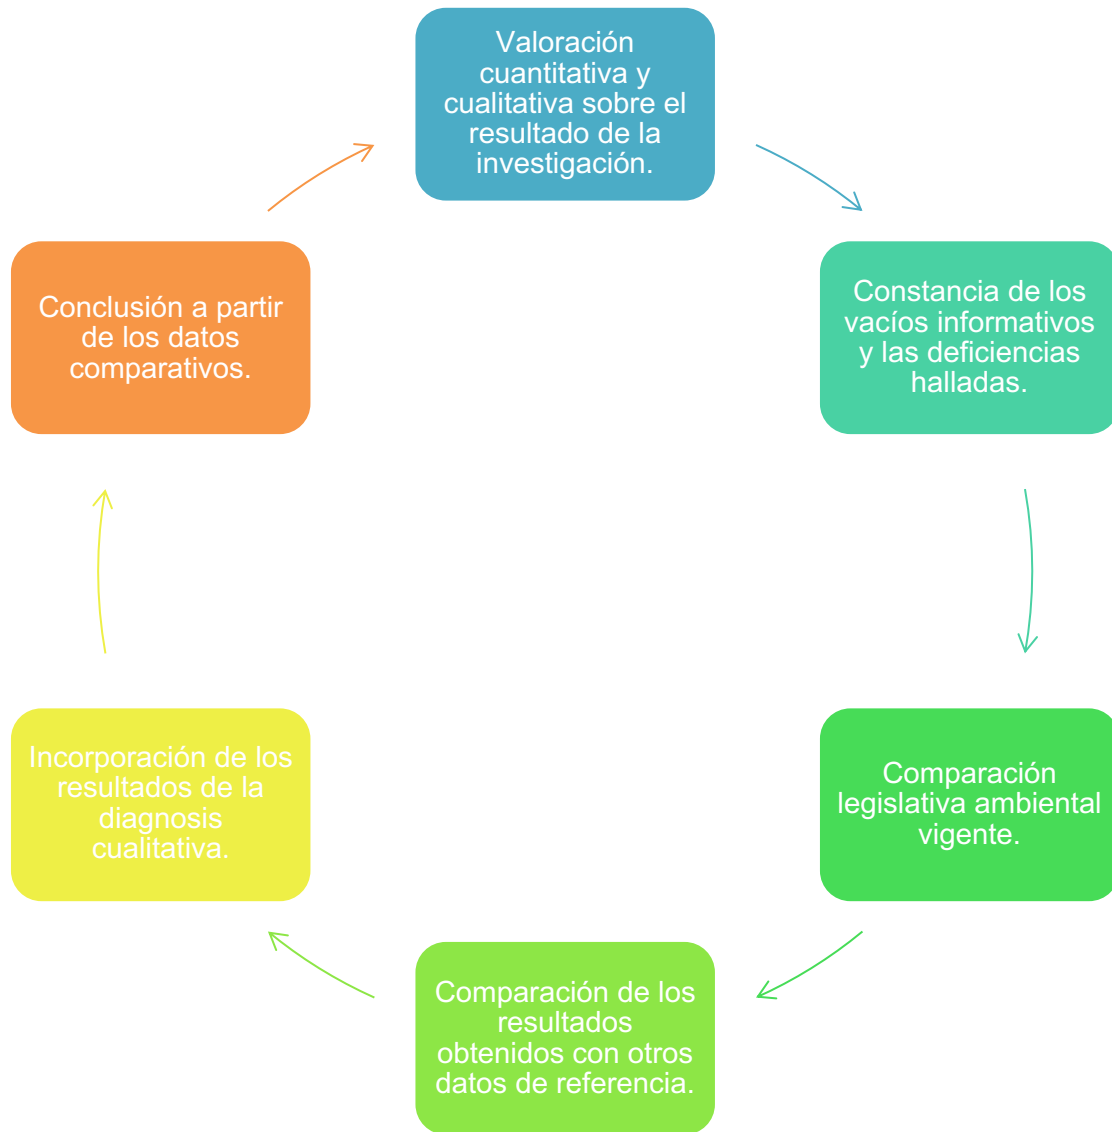 Valoración
cuantitativa y
cualitativa sobre el
resultado de la
investigación.
Constancia de los
vacíos informativos
y las deficiencias
halladas.
Comparación
legislativa ambiental
vigente.
Comparación de los
resultados
obtenidos con otros
datos de referencia.
Incorporación de los
resultados de la
diagnosis
cualitativa.
Conclusión a partir
de los datos
comparativos.